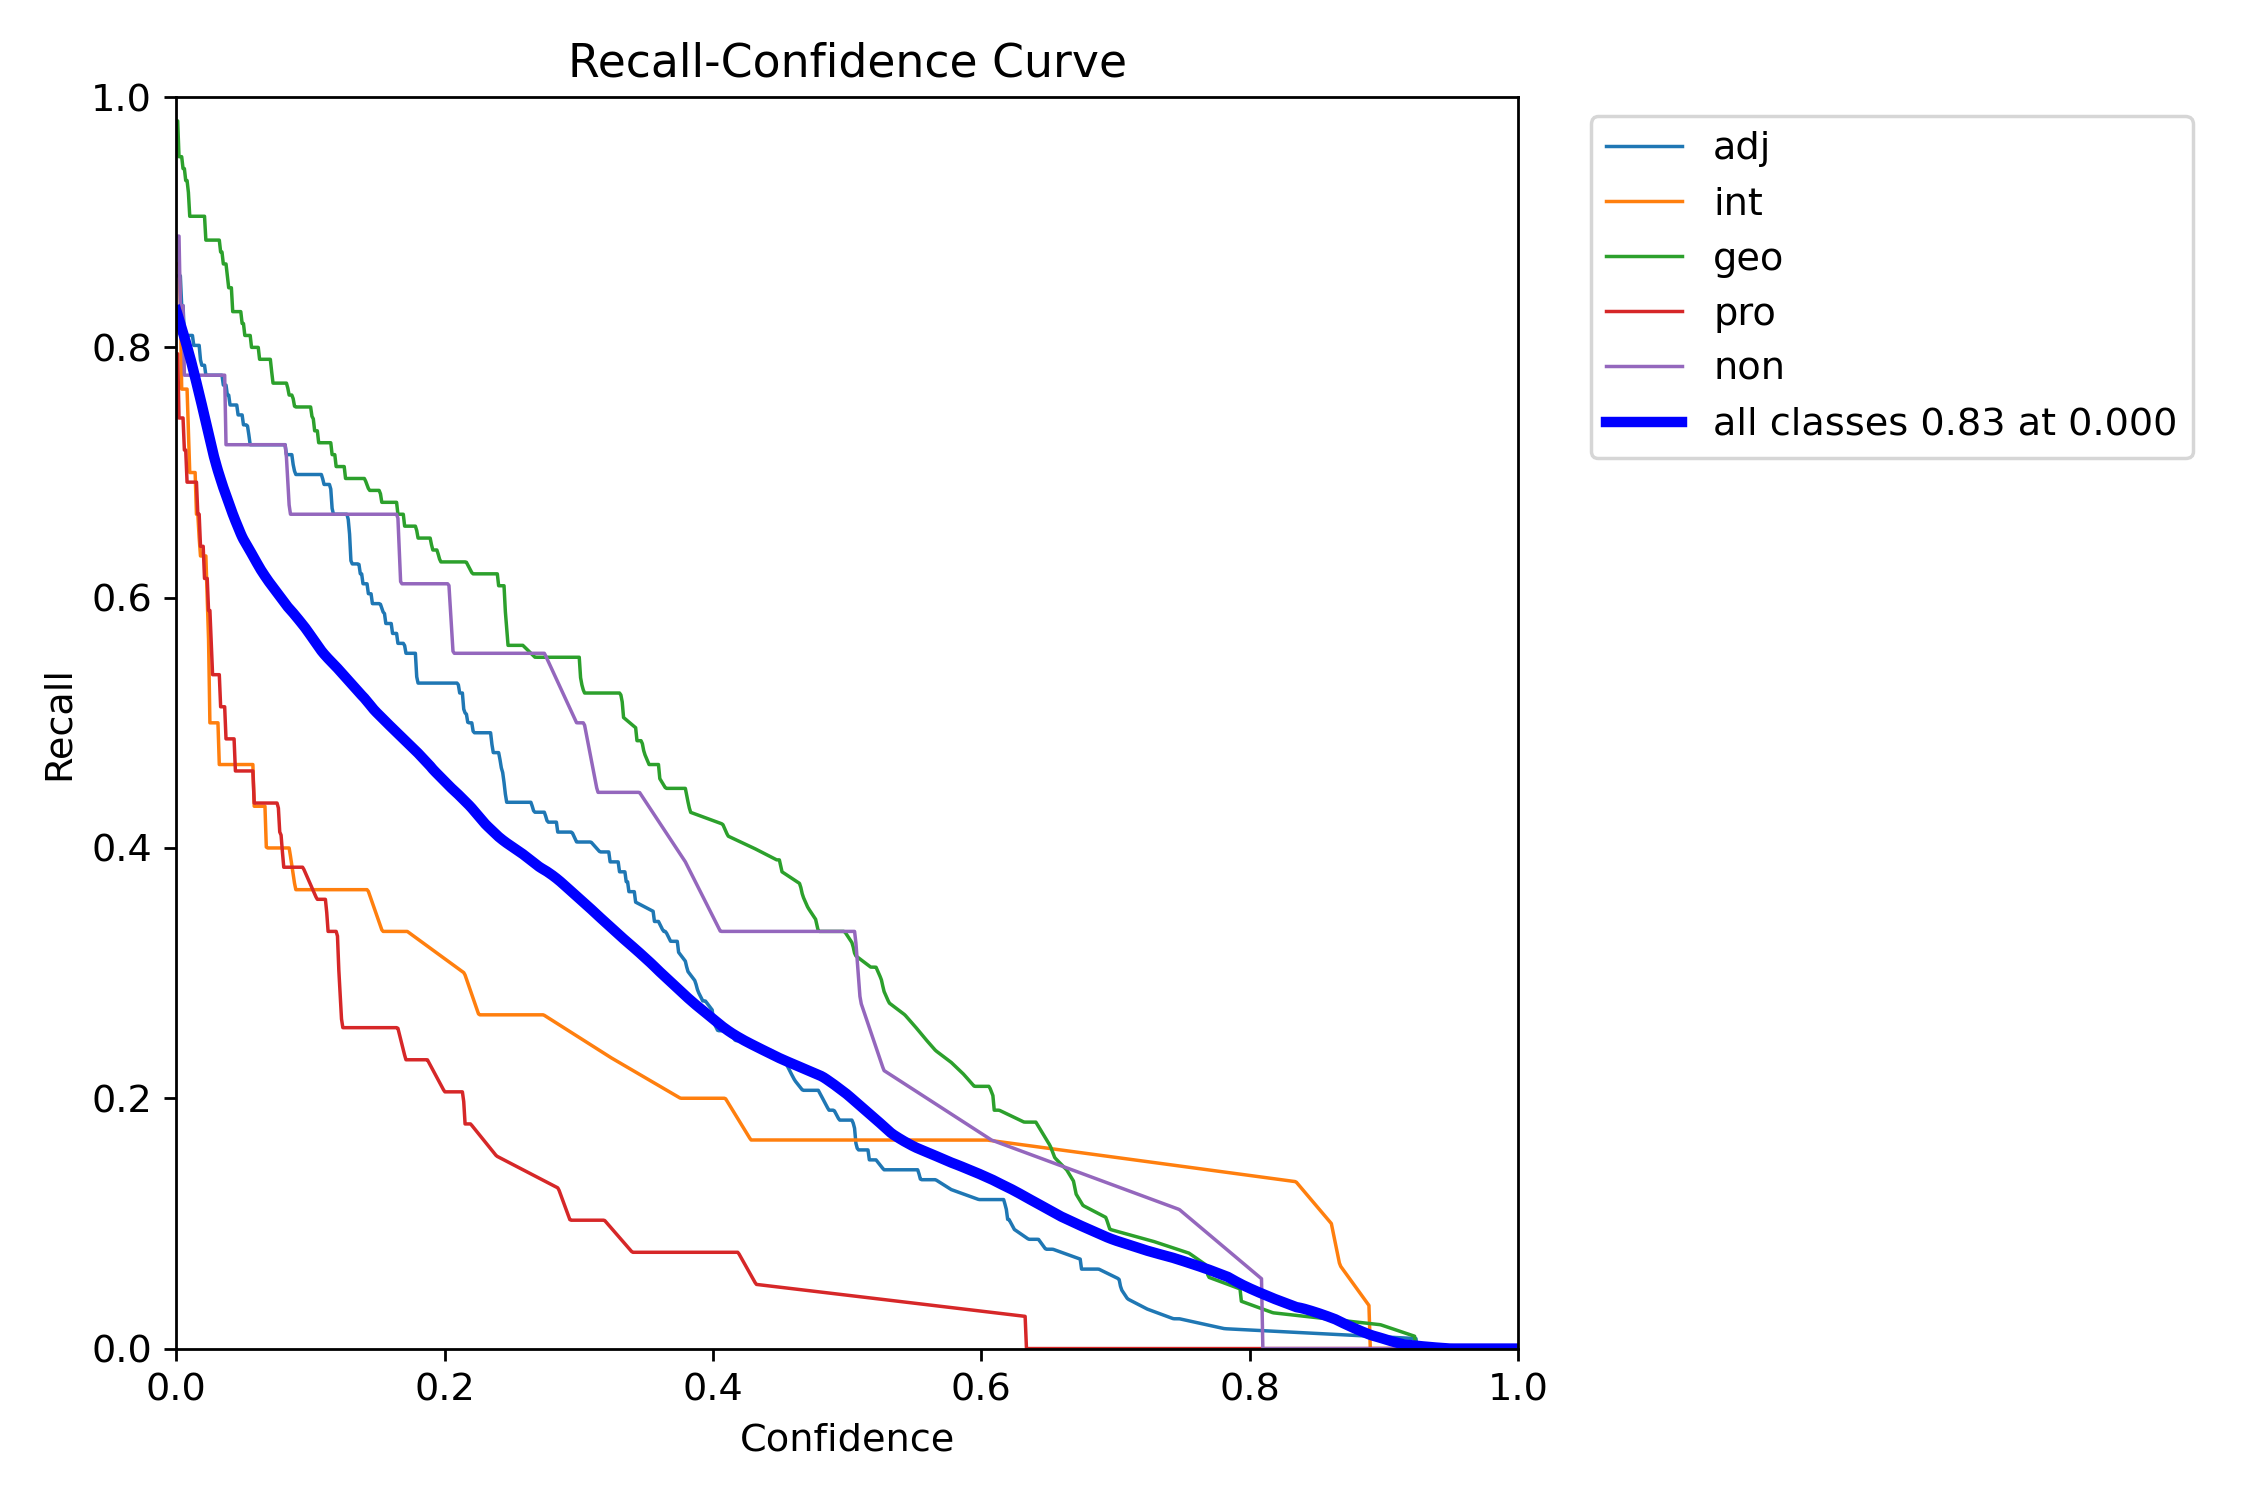 Recall-Confidence Curve
1.0
0.8
0.6
0.4
0.2
0.0
Recall
0.0 0.2 0.4 0.6 0.8 1.0
Confidence
adj
int
geo
pro
non
all classes 0.83 at 0.000